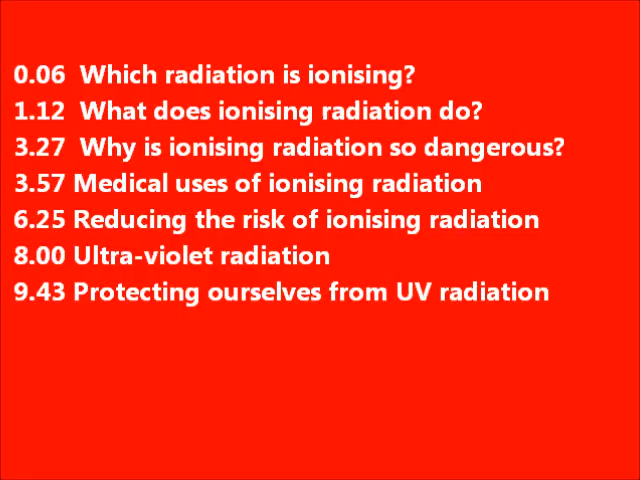 0.06 Which radiation is ionising?
1.12 What does ionising radiation do?
3.27 Why is ionising radiation so dangerous?
3.57 Medical uses of ionising radiation
6.25 Reducing the risk of ionising radiation
8.00 Ultra-violet radiation
9.43 Protecting ourselves from UV radiation